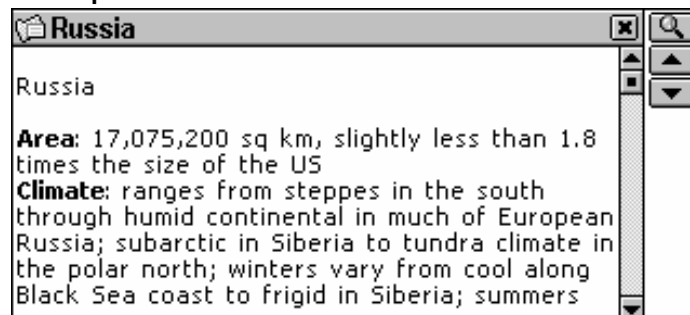 Russia
Russia
Area: 17,075,200 sq km, slightly less than 1.8
times the size of the US
Climate: ranges from steppes in the south
through humid continental in much of European
Russia; subarctic in Siberia to tundra climate in
the polar north; winters vary from cool along
Black Sea coast to frigid in Siberia; summers